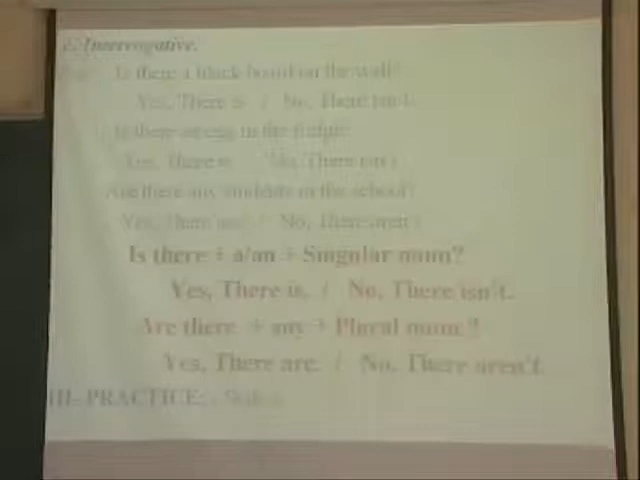 2. Interrogative.
Is there a black board on the wall?
Yes, There is / No, There isn't.
Is there an egg in the fridge?
Yes, There is No, There isn't
Are there any students in the school?
Yes, There are / No, There aren't
Is there + a/an + Singular noun?
Yes, There is. / No, There isn't.
Are there + any + Plural noun?
Yes, There are. / No, There aren't.
III- PRACTICE: